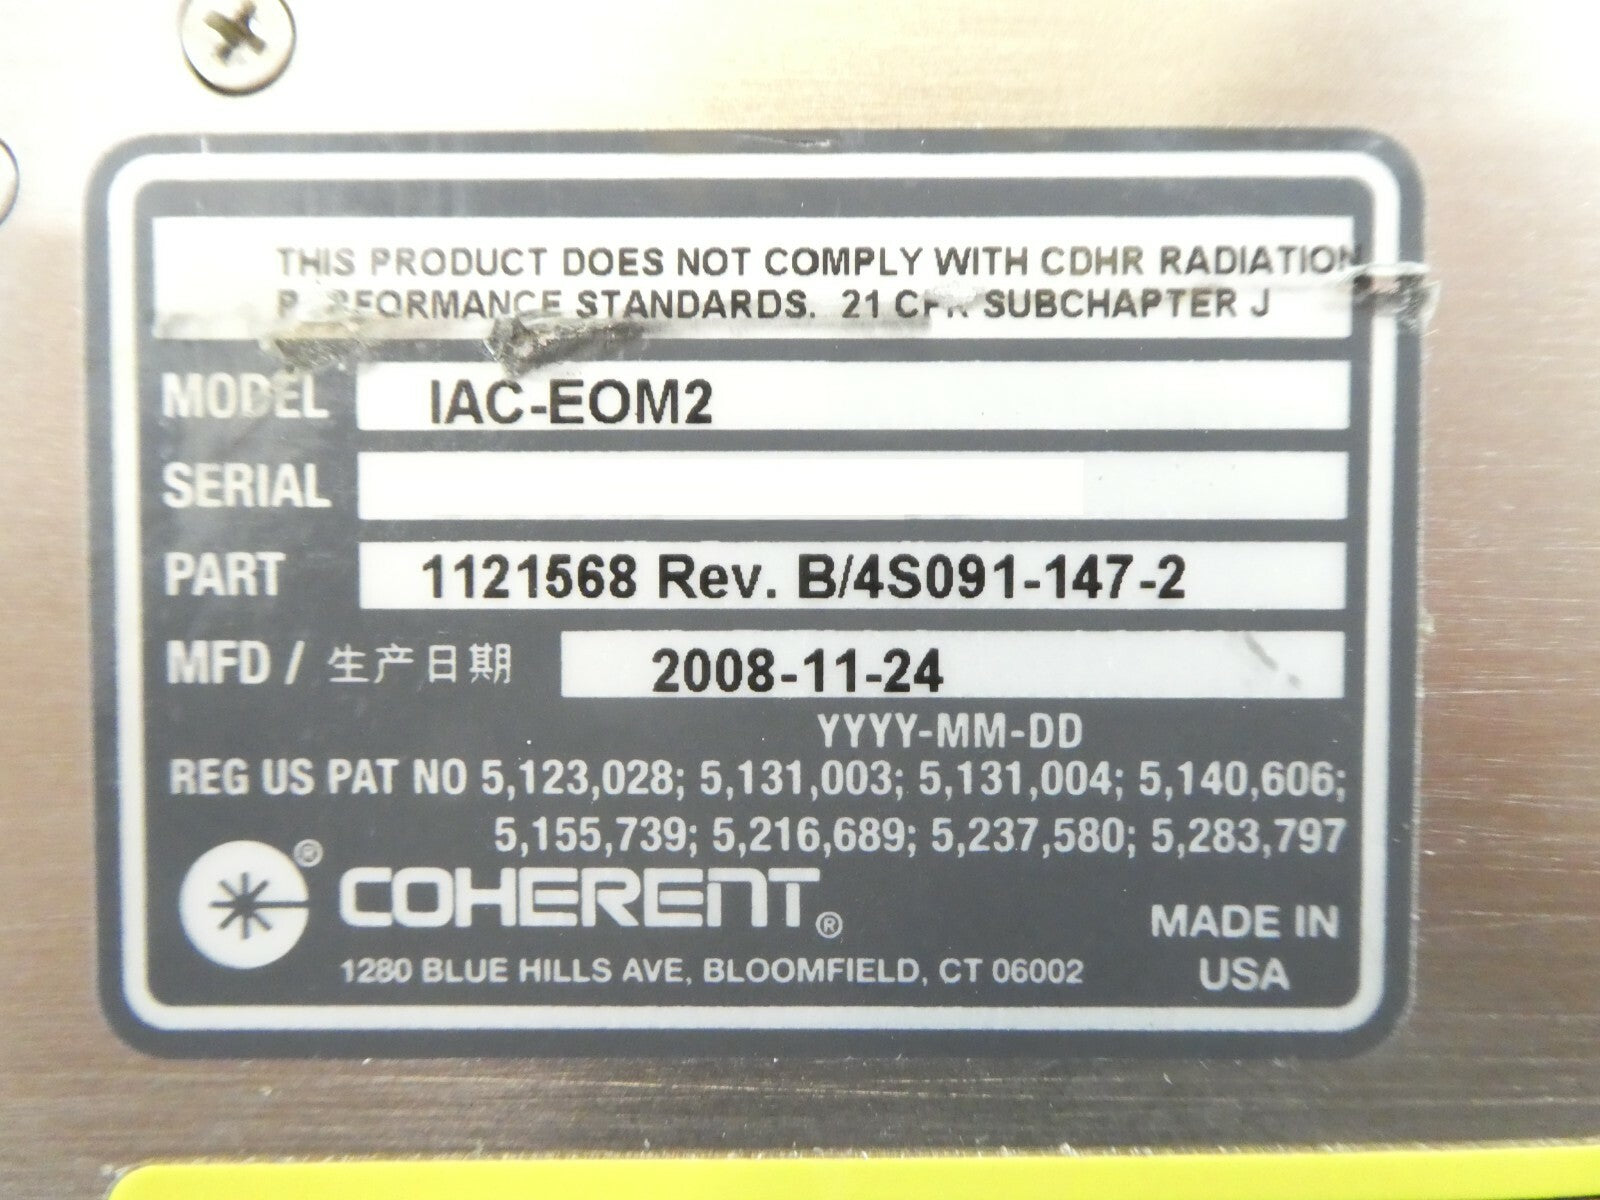 THIS PRODUCT DOES NOT COMPLY WITH CDHR RADIATION
PERFORMANCE STANDARDS. 21 CFR SUBCHAPTER J
MODEL IAC-EOM2
SERIAL
PART 1121568 Rev. B/4S091-147-2
MFD / 生产日期 2008-11-24
YYYY-MM-DD
REG US PAT NO 5,123,028; 5,131,003; 5,131,004; 5,140,606;
5,155,739; 5,216,689; 5,237,580; 5,283,797
® COHERENT®
1280 BLUE HILLS AVE, BLOOMFIELD, CT 06002
MADE IN
USA